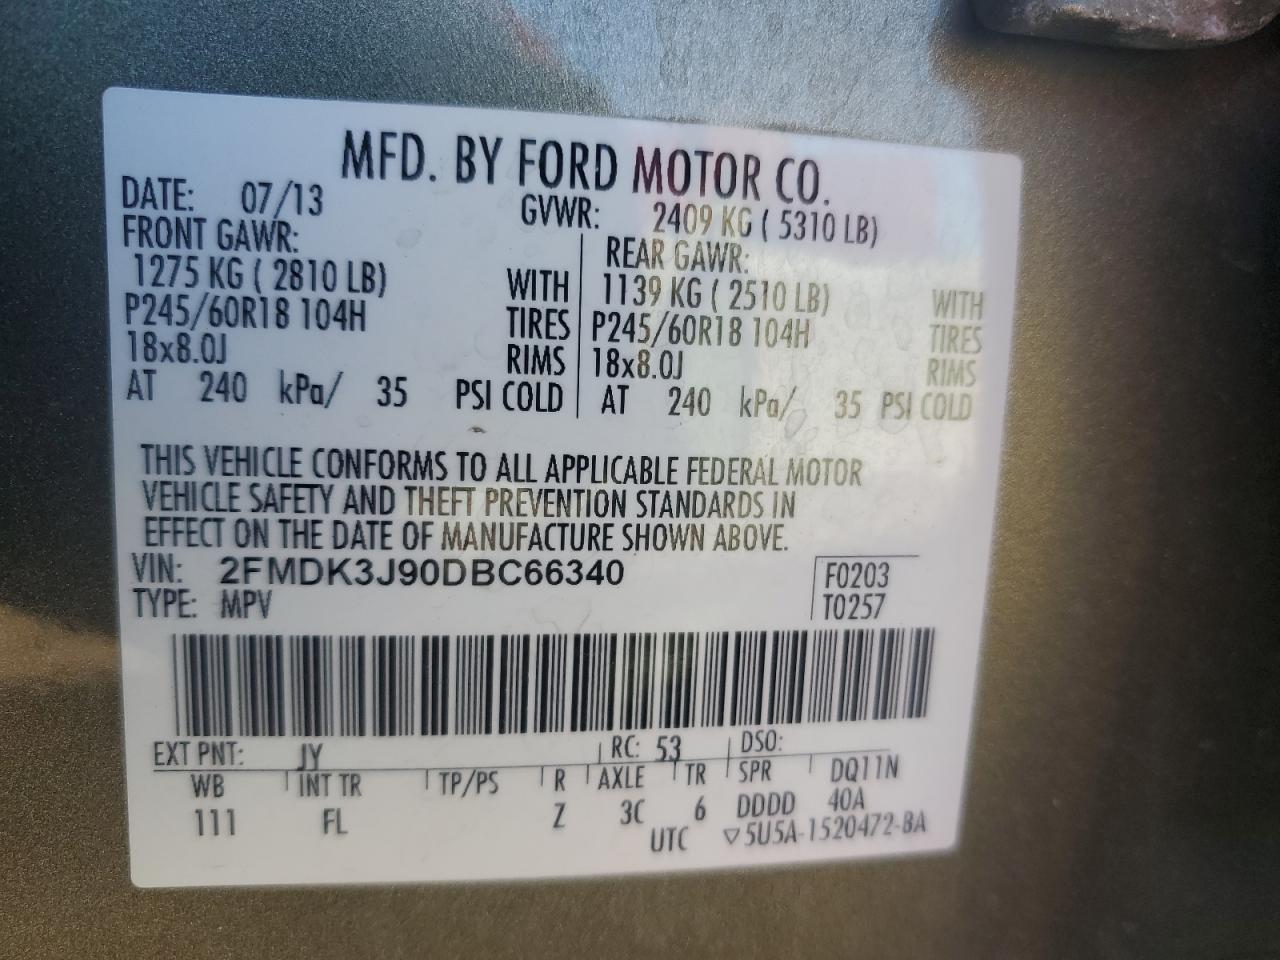 MFD. BY FORD MOTOR CO.
DATE: 07/13 GVWR: 2409 KG ( 5310 LB)
FRONT GAWR: REAR GAWR:
1275 KG ( 2810 LB) WITH 1139 KG ( 2510 LB) WITH
P245/60R18 104H TIRES P245/60R18 104H TIRES
18x8.0J RIMS 18x8.0J RIMS
AT 240 kPa/ 35 PSI COLD AT 240 kPa/ 35 PSI COLD
THIS VEHICLE CONFORMS TO ALL APPLICABLE FEDERAL MOTOR
VEHICLE SAFETY AND THEFT PREVENTION STANDARDS IN
EFFECT ON THE DATE OF MANUFACTURE SHOWN ABOVE.
VIN: 2FMDK3J90DBC66340 F0203
TYPE: MPV T0257
EXT PNT: JY RC: 53 DSO:
WB INT TR TP/PS R AXLE TR SPR DQ11N
111 FL Z 3C 6 DDDD 40A
UTC ▽5U5A-1520472-BA